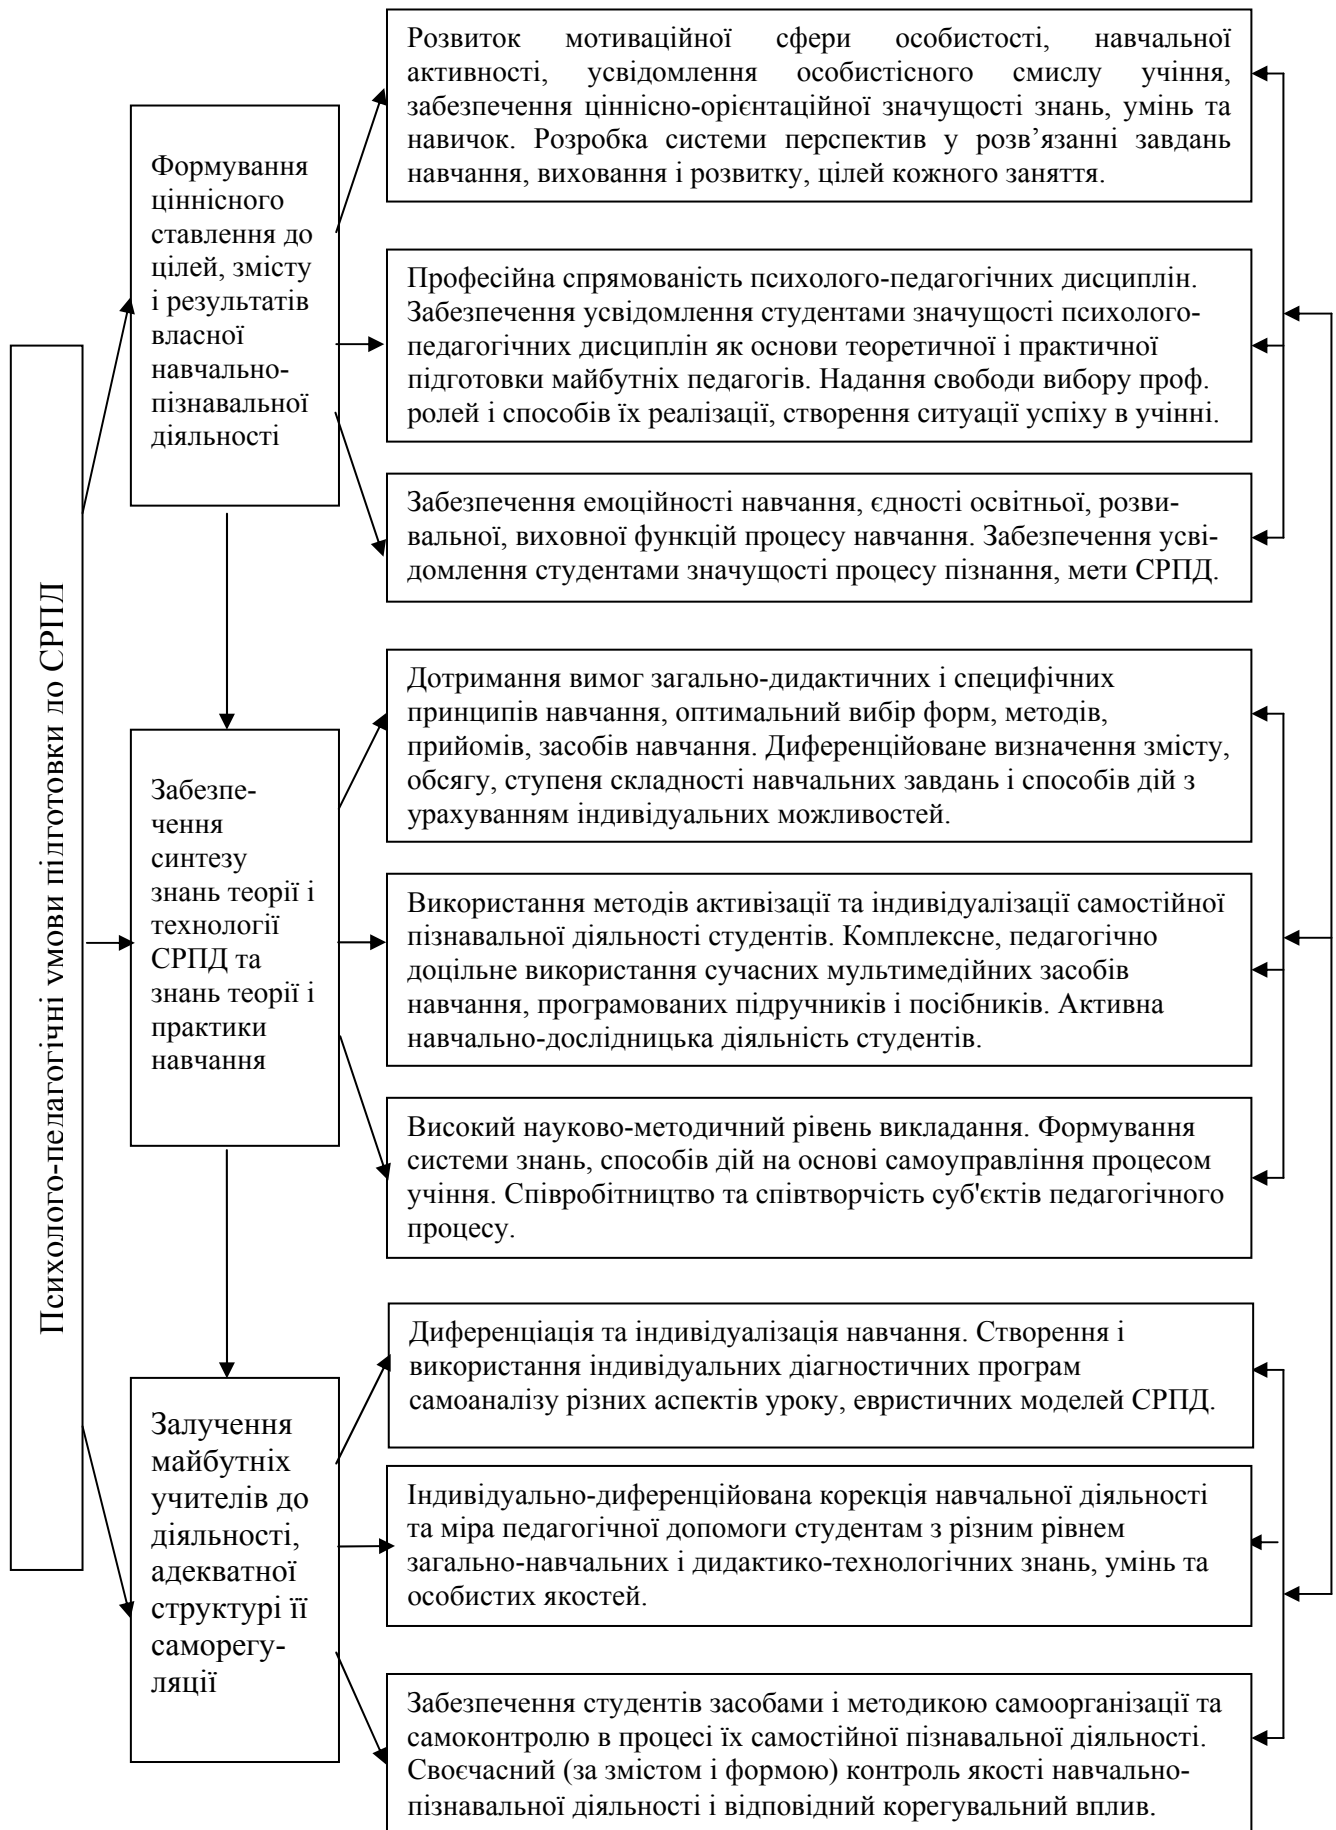 Психолого-педагогічні умови підготовки до СРПД
Формування
ціннісного
ставлення до
цілей, змісту
і результатів
власної
навчально-
пізнавальної
діяльності
Розвиток мотиваційної сфери особистості, навчальної
активності, усвідомлення особистісного смислу учіння,
забезпечення ціннісно-орієнтаційної значущості знань, умінь та
навичок. Розробка системи перспектив у розв’язанні завдань
навчання, виховання і розвитку, цілей кожного заняття.
Професійна спрямованість психолого-педагогічних дисциплін.
Забезпечення усвідомлення студентами значущості психолого-
педагогічних дисциплін як основи теоретичної і практичної
підготовки майбутніх педагогів. Надання свободи вибору проф.
ролей і способів їх реалізації, створення ситуації успіху в учінні.
Забезпечення емоційності навчання, єдності освітньої, розви-
вальної, виховної функцій процесу навчання. Забезпечення усві-
домлення студентами значущості процесу пізнання, мети СРПД.
Забезпе-
чення
синтезу
знань теорії і
технології
СРПД та
знань теорії і
практики
навчання
Дотримання вимог загально-дидактичних і специфічних
принципів навчання, оптимальний вибір форм, методів,
прийомів, засобів навчання. Диференційоване визначення змісту,
обсягу, ступеня складності навчальних завдань і способів дій з
урахуванням індивідуальних можливостей.
Використання методів активізації та індивідуалізації самостійної
пізнавальної діяльності студентів. Комплексне, педагогічно
доцільне використання сучасних мультимедійних засобів
навчання, програмованих підручників і посібників. Активна
навчально-дослідницька діяльність студентів.
Високий науково-методичний рівень викладання. Формування
системи знань, способів дій на основі самоуправління процесом
учіння. Співробітництво та співтворчість суб'єктів педагогічного
процесу.
Залучення
майбутніх
учителів до
діяльності,
адекватної
структурі її
саморегу-
ляції
Диференціація та індивідуалізація навчання. Створення і
використання індивідуальних діагностичних програм
самоаналізу різних аспектів уроку, евристичних моделей СРПД.
Індивідуально-диференційована корекція навчальної діяльності
та міра педагогічної допомоги студентам з різним рівнем
загально-навчальних і дидактико-технологічних знань, умінь та
особистих якостей.
Забезпечення студентів засобами і методикою самоорганізації та
самоконтролю в процесі їх самостійної пізнавальної діяльності.
Своєчасний (за змістом і формою) контроль якості навчально-
пізнавальної діяльності і відповідний корегувальний вплив.